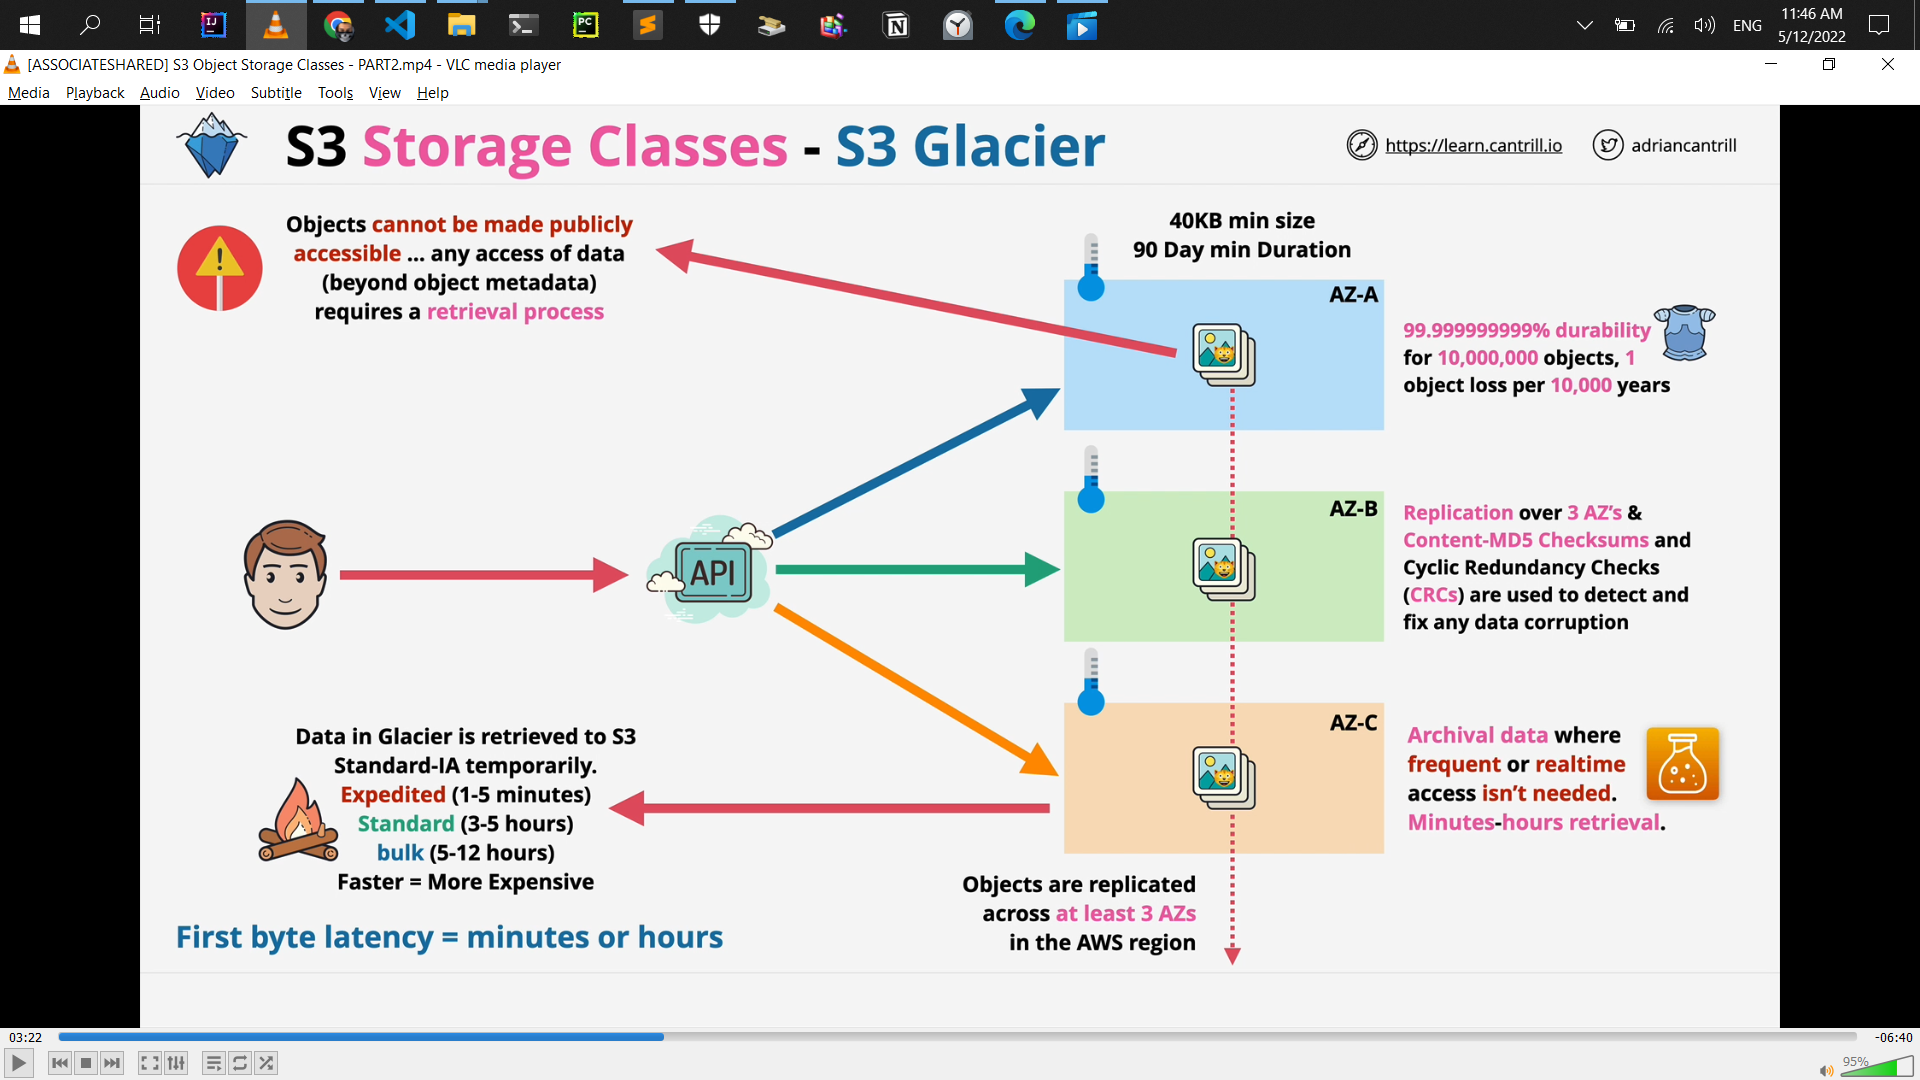 IJ
PC
N
ENG
11:46 AM
5/12/2022
[ASSOCIATESHARED] S3 Object Storage Classes - PART2.mp4 - VLC media player
Media Playback Audio Video Subtitle Tools View Help
S3 Storage Classes - S3 Glacier
https://learn.cantrill.io
adriancantrill
Objects cannot be made publicly
accessible ... any access of data
(beyond object metadata)
requires a retrieval process
40KB min size
90 Day min Duration
AZ-A
99.999999999% durability
for 10,000,000 objects, 1
object loss per 10,000 years
API
AZ-B
Replication over 3 AZ's &
Content-MD5 Checksums and
Cyclic Redundancy Checks
(CRCs) are used to detect and
fix any data corruption
Data in Glacier is retrieved to S3
Standard-IA temporarily.
Expedited (1-5 minutes)
Standard (3-5 hours)
bulk (5-12 hours)
Faster = More Expensive
First byte latency = minutes or hours
AZ-C
Archival data where
frequent or realtime
access isn't needed.
Minutes-hours retrieval.
Objects are replicated
across at least 3 AZs
in the AWS region
03:22
-06:40
95%